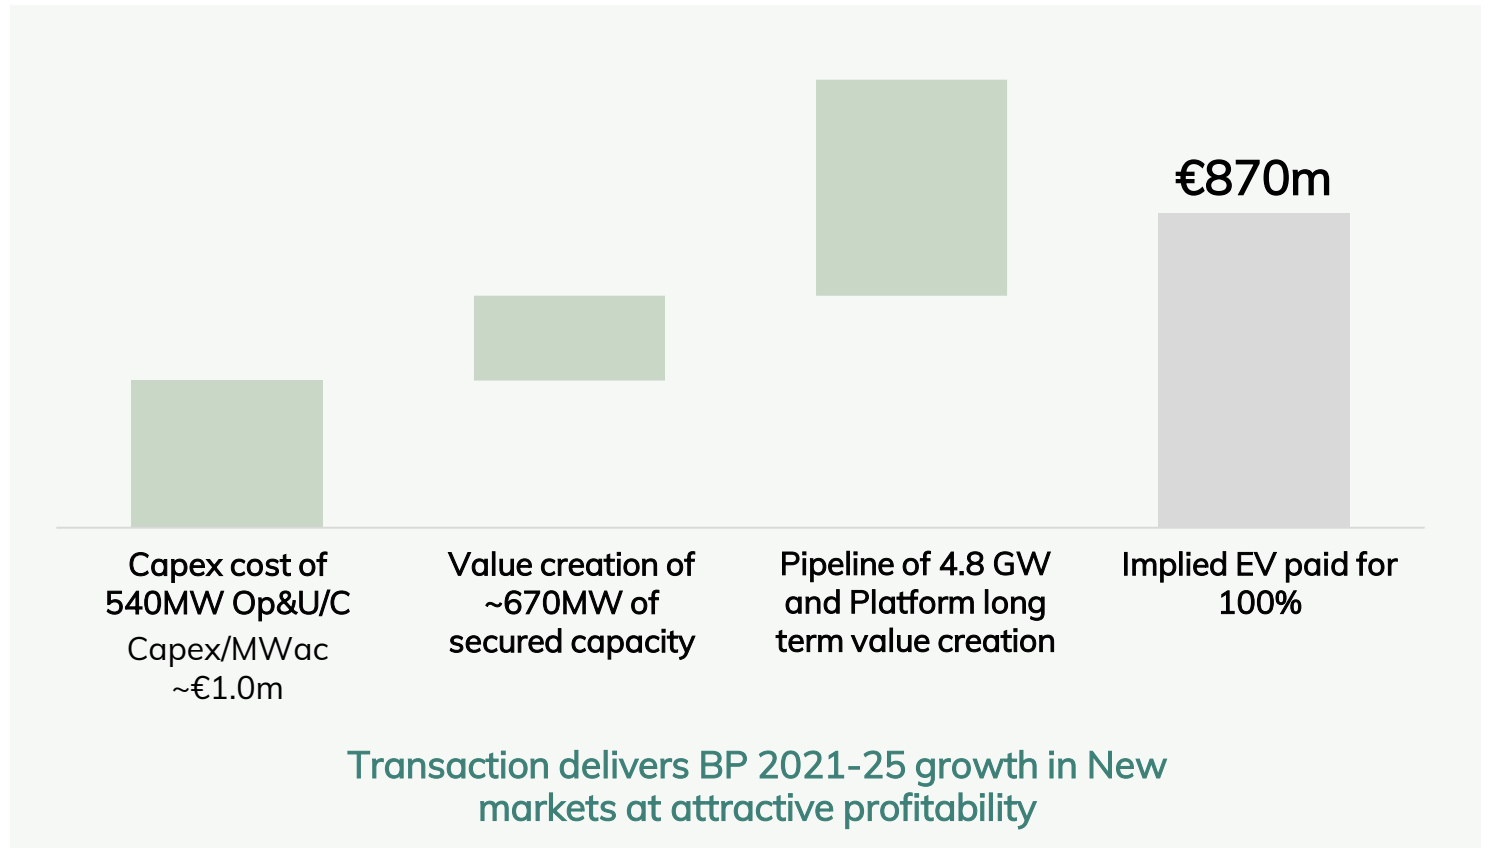 €870m
Capex cost of
540MW Op&U/C
Capex/MWac
~€1.0m
Value creation of
~670MW of
secured capacity
Pipeline of 4.8 GW
and Platform long
term value creation
Implied EV paid for
100%
Transaction delivers BP 2021-25 growth in New
markets at attractive profitability